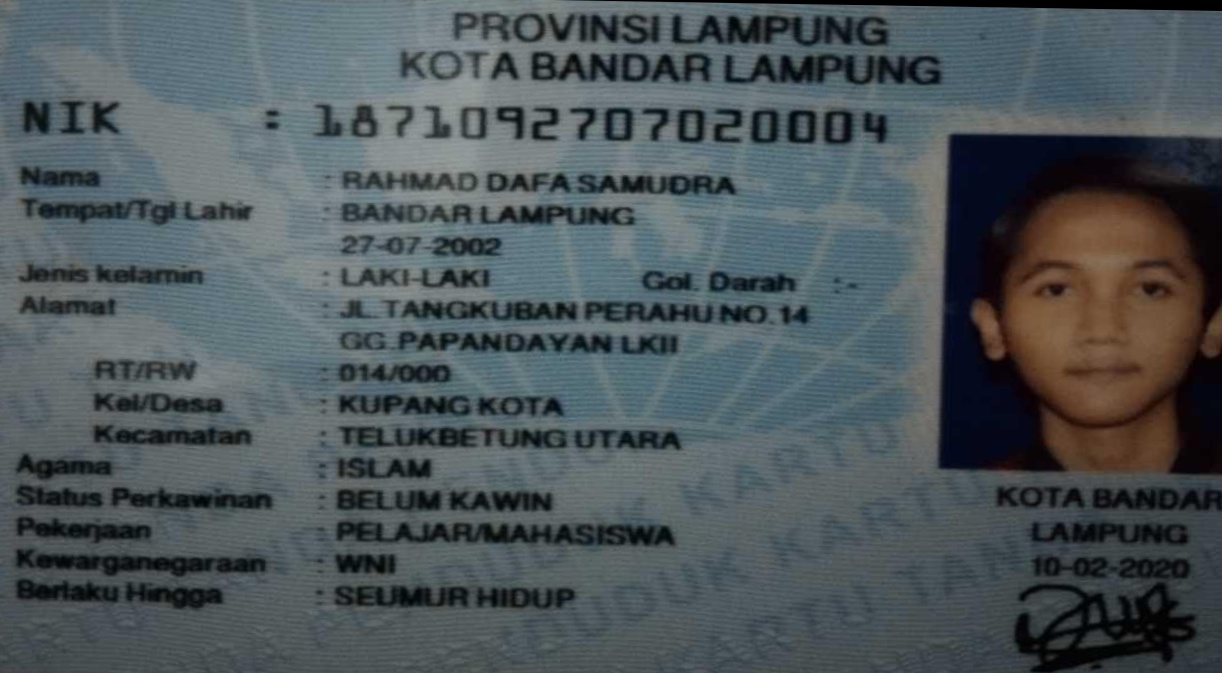 PROVINSI LAMPUNG
KOTA BANDAR LAMPUNG
NIK : 1871092707020004
Nama : RAHMAD DAFA SAMUDRA
Tempat/Tgl Lahir : BANDAR LAMPUNG
27-07-2002
Jenis kelamin : LAKI-LAKI Gol. Darah : -
Alamat : JL. TANGKUBAN PERAHU NO. 14
GG. PAPANDAYAN LKII
RT/RW : 014/000
Kel/Desa : KUPANG KOTA
Kecamatan : TELUKBETUNG UTARA
Agama : ISLAM
Status Perkawinan : BELUM KAWIN
Pekerjaan : PELAJAR/MAHASISWA
Kewarganegaraan : WNI
Berlaku Hingga : SEUMUR HIDUP
KOTA BANDAR
LAMPUNG
10-02-2020